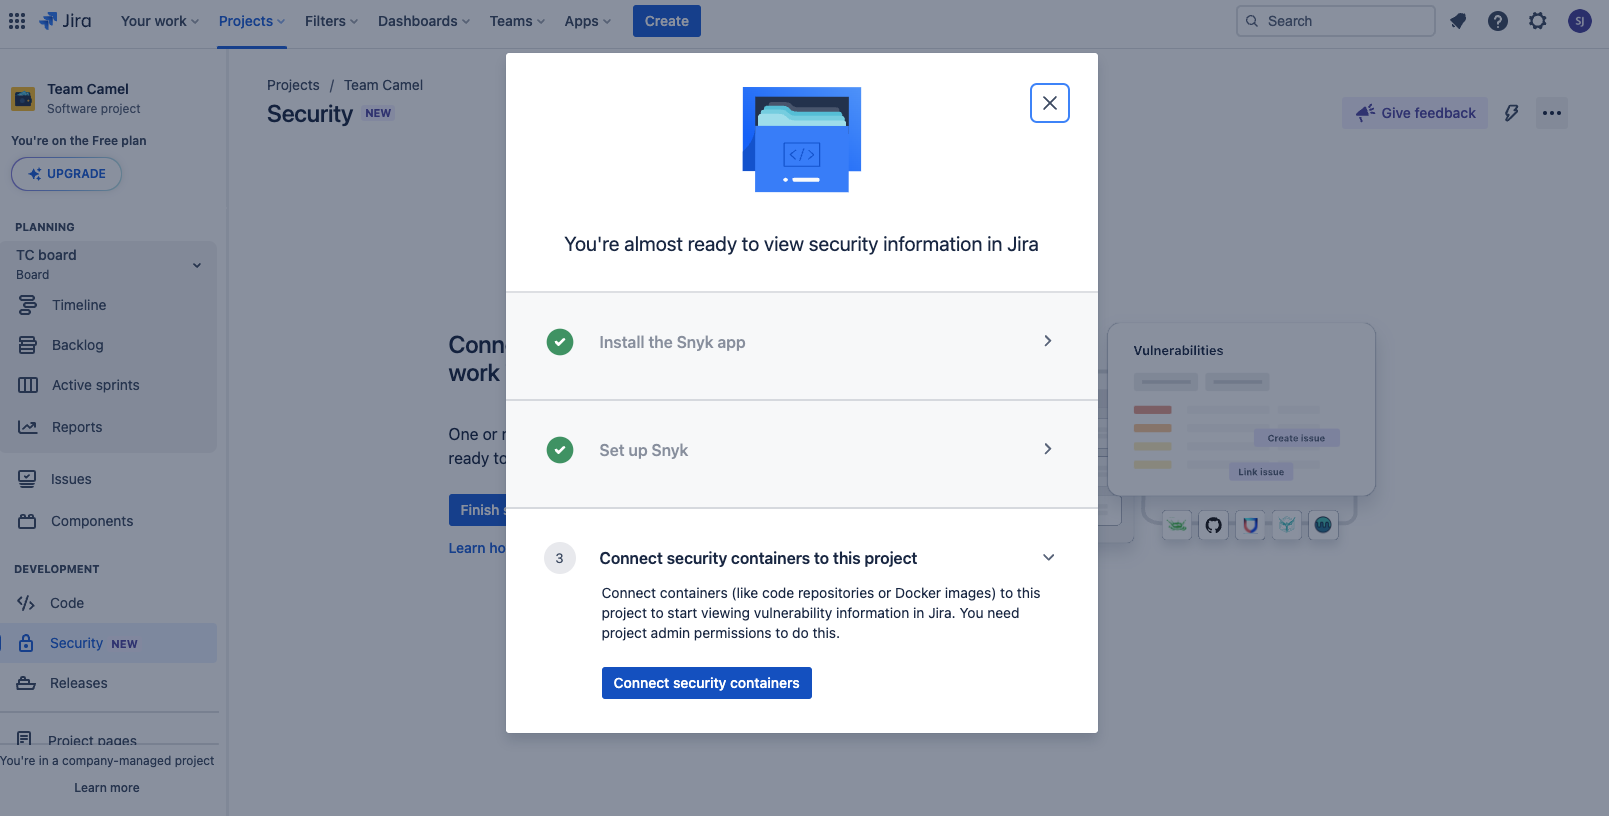 Jira
Your work
Projects
Filters
Dashboards
Teams
Apps
Create
Search
SJ
Team Camel
Software project
You're on the Free plan
UPGRADE
PLANNING
TC board
Board
Timeline
Backlog
Active sprints
Reports
Issues
Components
DEVELOPMENT
Code
Security NEW
Releases
Project pages
You're in a company-managed project
Learn more
Projects / Team Camel
Security NEW
Give feedback
work
One or
ready to
Finish
Learn
You're almost ready to view security information in Jira
Install the Snyk app
Set up Snyk
3
Connect security containers to this project
Connect containers (like code repositories or Docker images) to this
project to start viewing vulnerability information in Jira. You need
project admin permissions to do this.
Connect security containers
Vulnerabilities
Create issue
Link issue